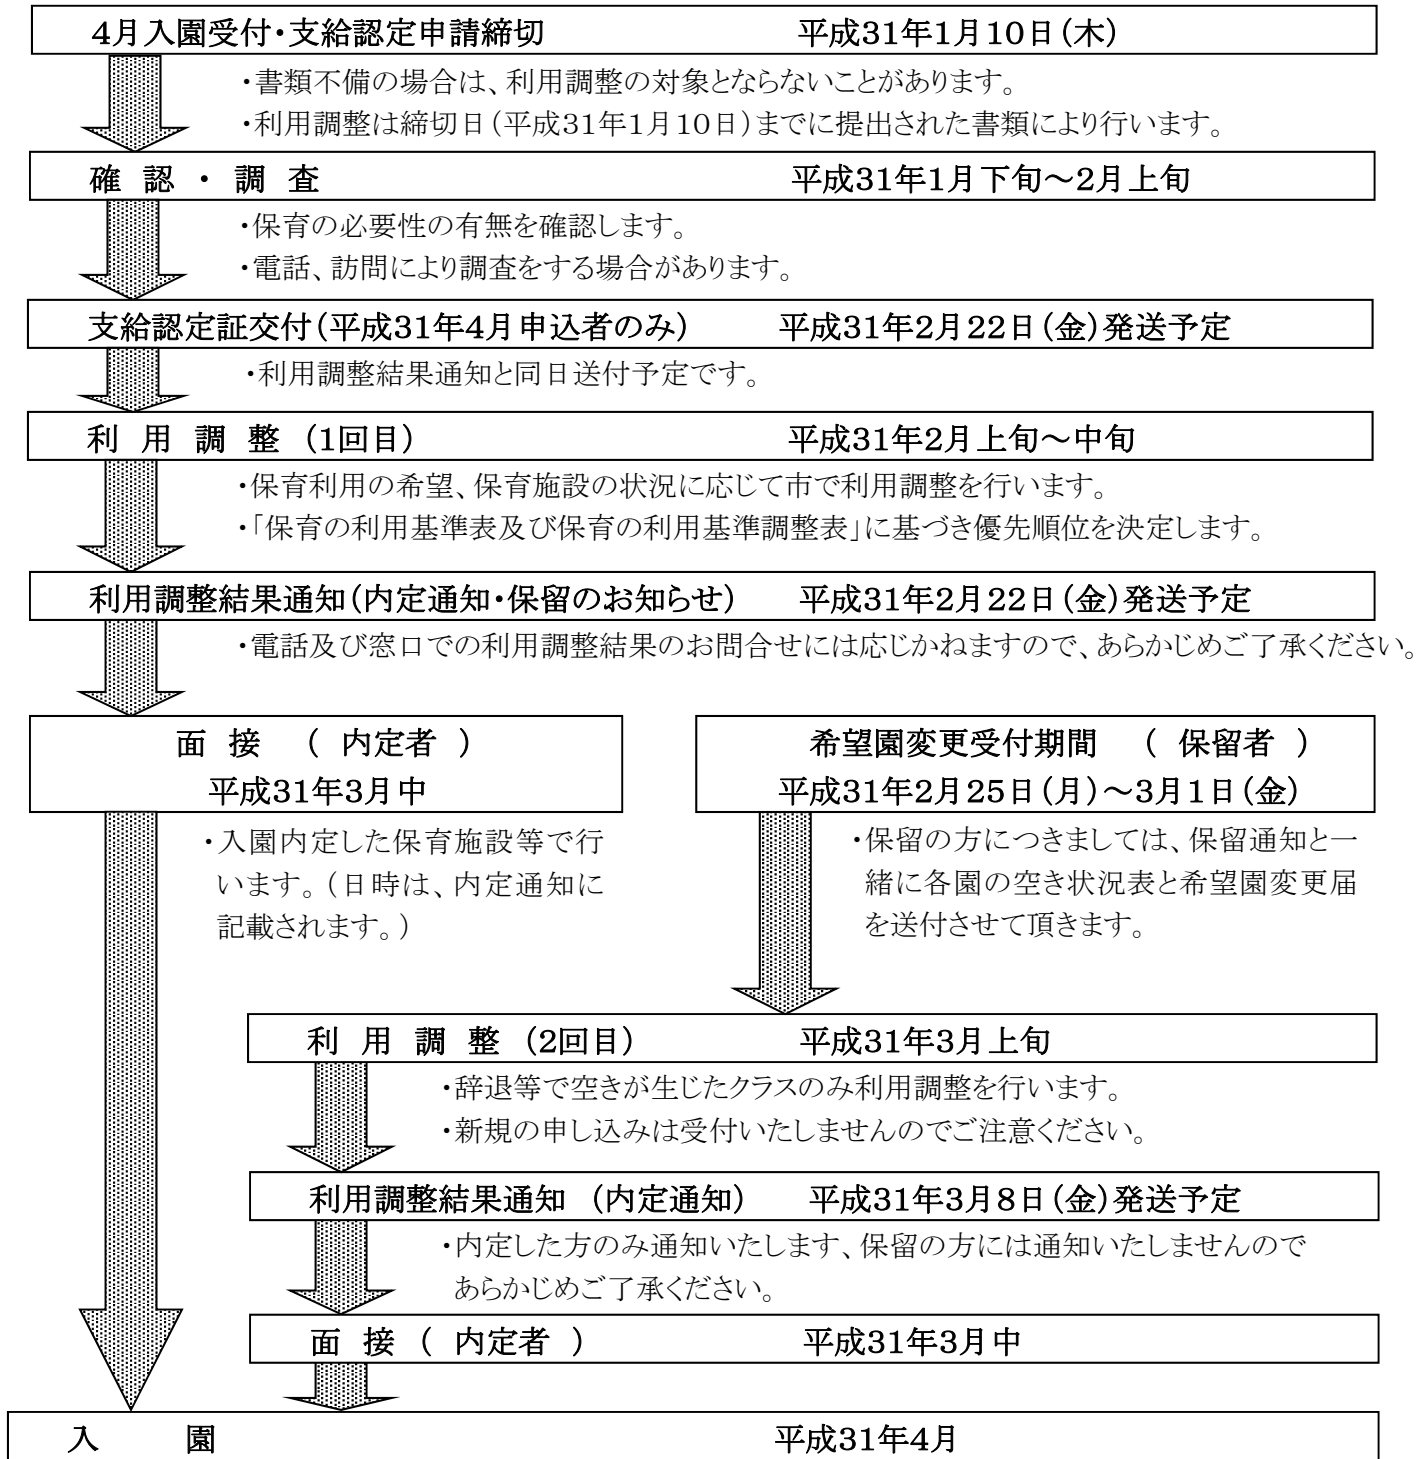 4月入園受付・支給認定申請締切 平成31年1月10日(木)
・書類不備の場合は、利用調整の対象とならないことがあります。
・利用調整は締切日(平成31年1月10日)までに提出された書類により行います。
確 認 ・ 調 査 平成31年1月下旬～2月上旬
・保育の必要性の有無を確認します。
・電話、訪問により調査をする場合があります。
支給認定証交付(平成31年4月申込者のみ) 平成31年2月22日(金)発送予定
・利用調整結果通知と同日送付予定です。
利 用 調 整 (1回目) 平成31年2月上旬～中旬
・保育利用の希望、保育施設の状況に応じて市で利用調整を行います。
・「保育の利用基準表及び保育の利用基準調整表」に基づき優先順位を決定します。
利用調整結果通知(内定通知・保留のお知らせ) 平成31年2月22日(金)発送予定
・電話及び窓口での利用調整結果のお問合せには応じかねますので、あらかじめご了承ください。
面 接 ( 内定者 )
平成31年3月中
・入園内定した保育施設等で行
います。(日時は、内定通知に
記載されます。)
希望園変更受付期間 ( 保留者 )
平成31年2月25日(月)～3月1日(金)
・保留の方につきましては、保留通知と一
緒に各園の空き状況表と希望園変更届
を送付させて頂きます。
利 用 調 整 (2回目) 平成31年3月上旬
・辞退等で空きが生じたクラスのみ利用調整を行います。
・新規の申し込みは受付いたしませんのでご注意ください。
利用調整結果通知 (内定通知) 平成31年3月8日(金)発送予定
・内定した方のみ通知いたします、保留の方には通知いたしませんので
あらかじめご了承ください。
面 接 ( 内定者 ) 平成31年3月中
入 園 平成31年4月